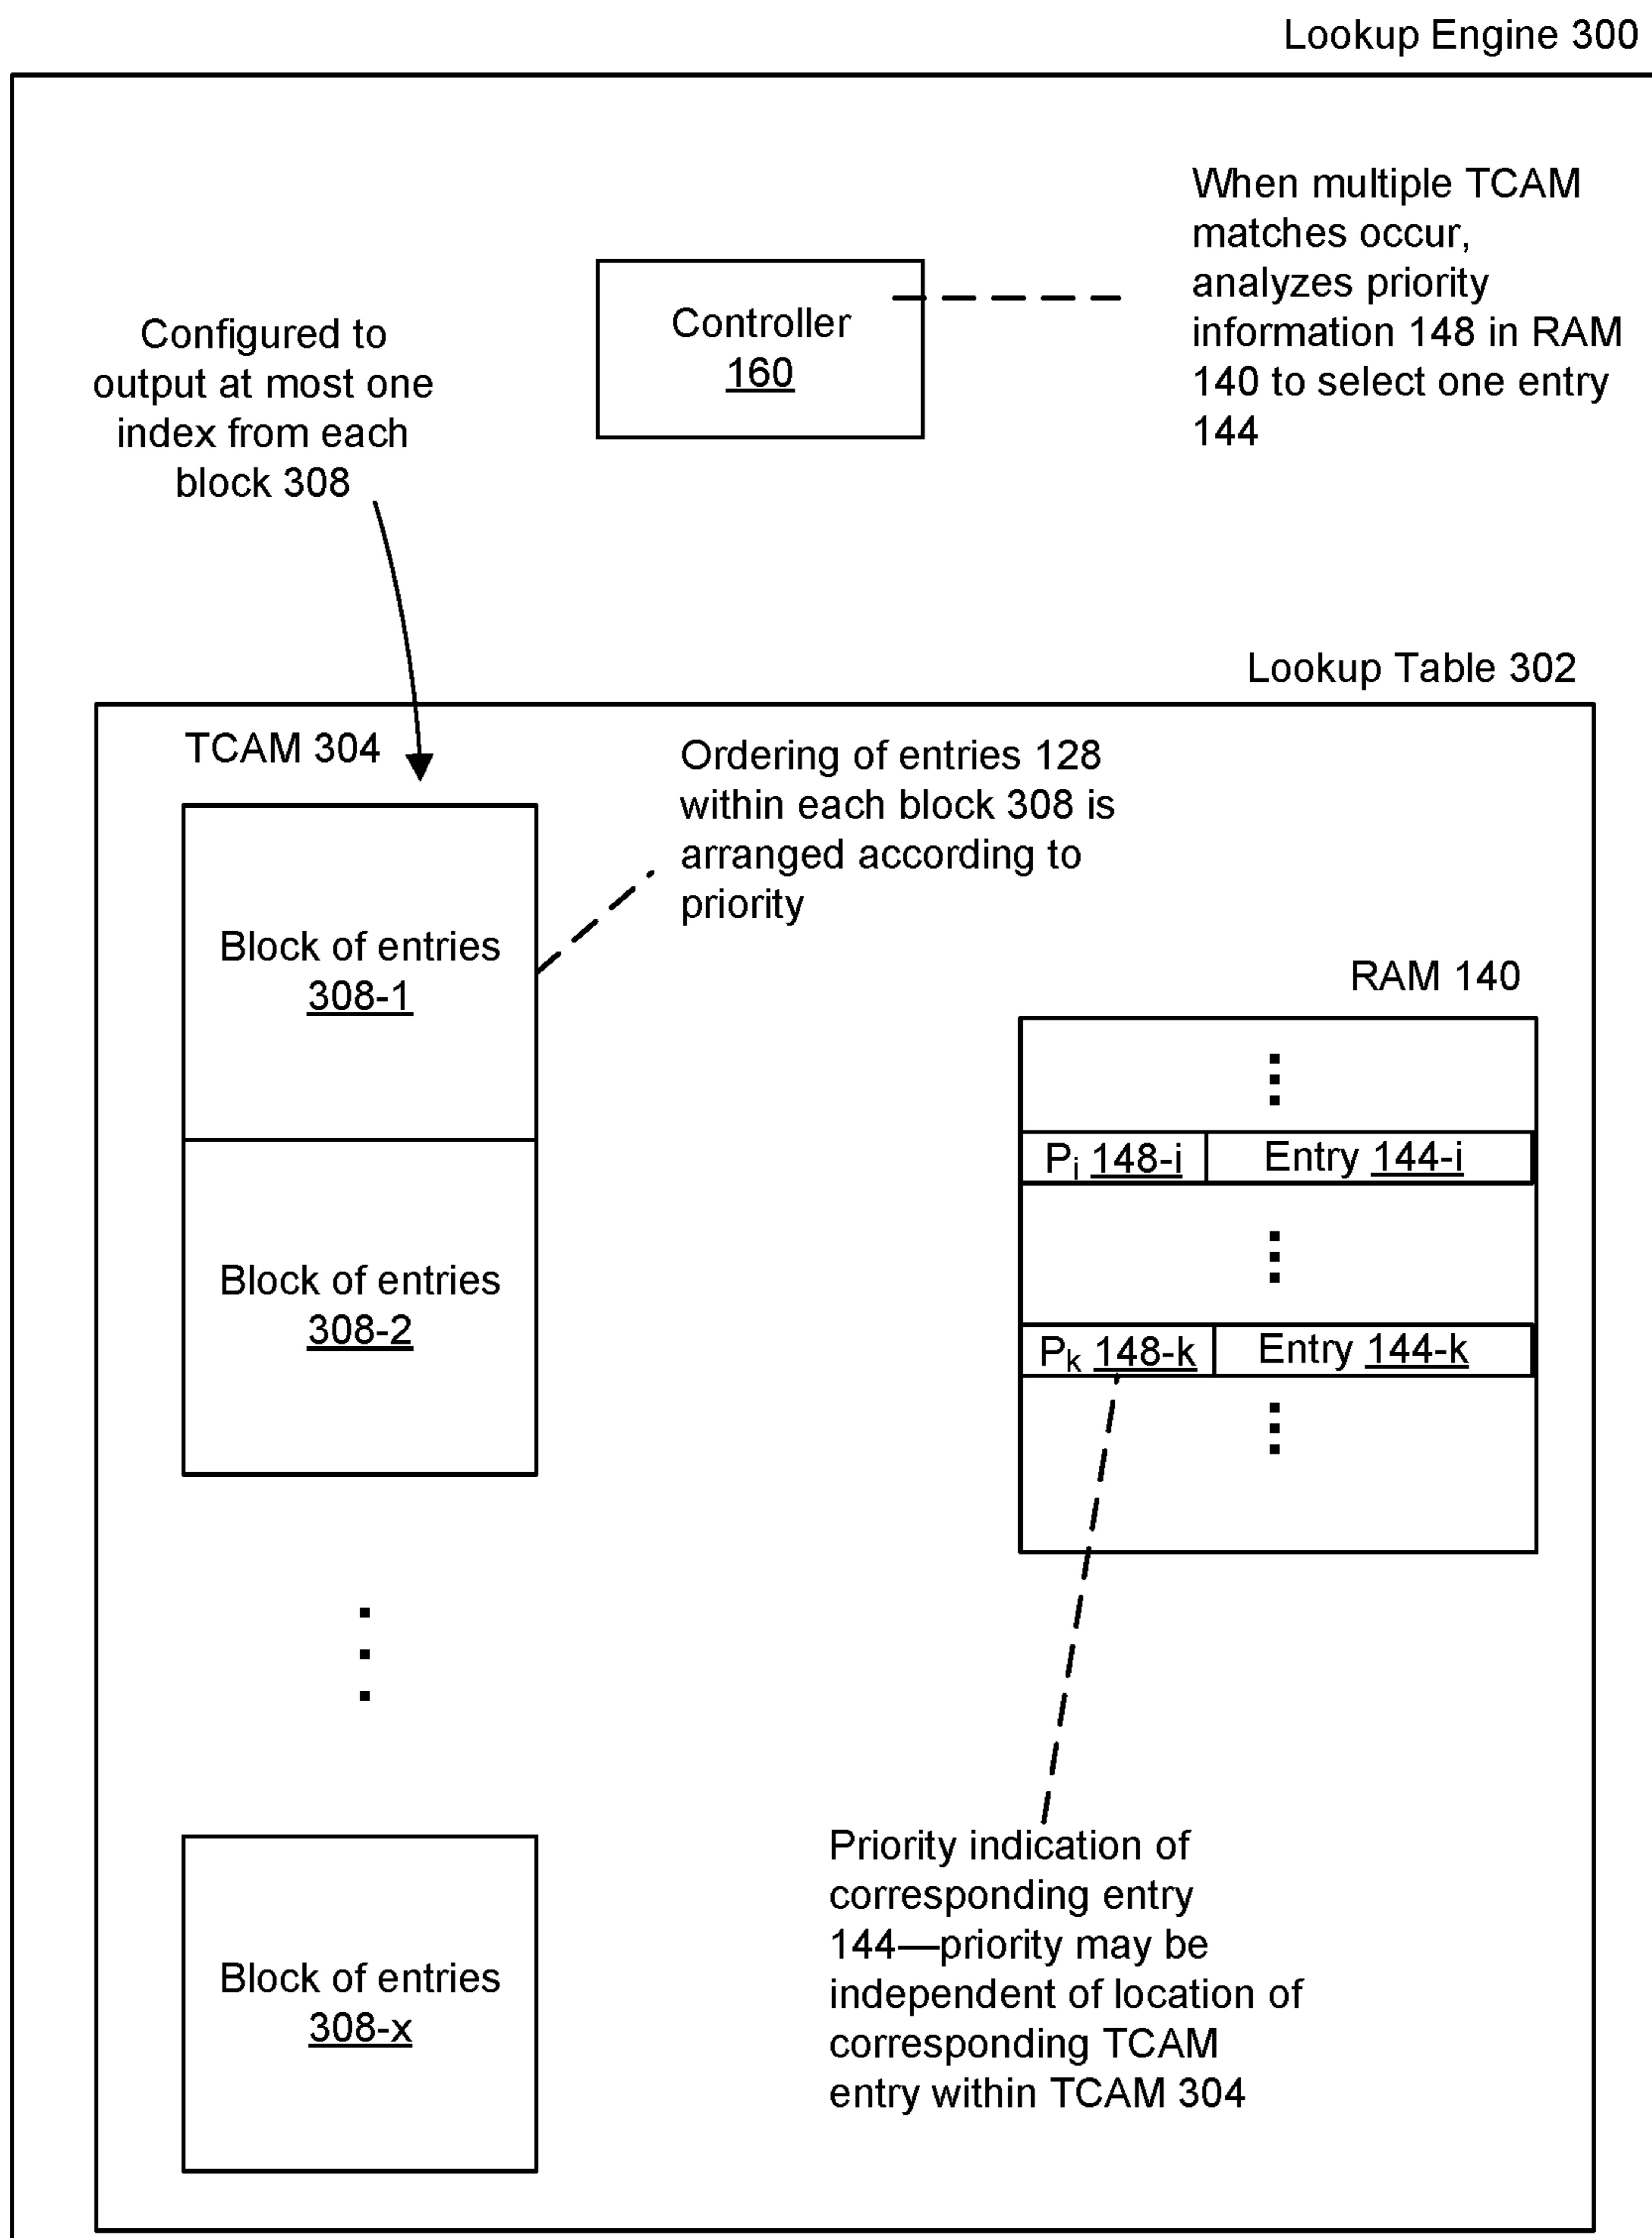 Lookup Engine 300
When multiple TCAM
matches occur,
analyzes priority
information 148 in RAM
140 to select one entry
144
Controller
160
Configured to
output at most one
index from each
block 308
Lookup Table 302
TCAM 304
Ordering of entries 128
within each block 308 is
arranged according to
priority
Block of entries
308-1
RAM 140
Pi 148-i Entry 144-i
Block of entries
308-2
Pk 148-k Entry 144-k
Priority indication of
corresponding entry
144—priority may be
independent of location of
corresponding TCAM
entry within TCAM 304
Block of entries
308-x